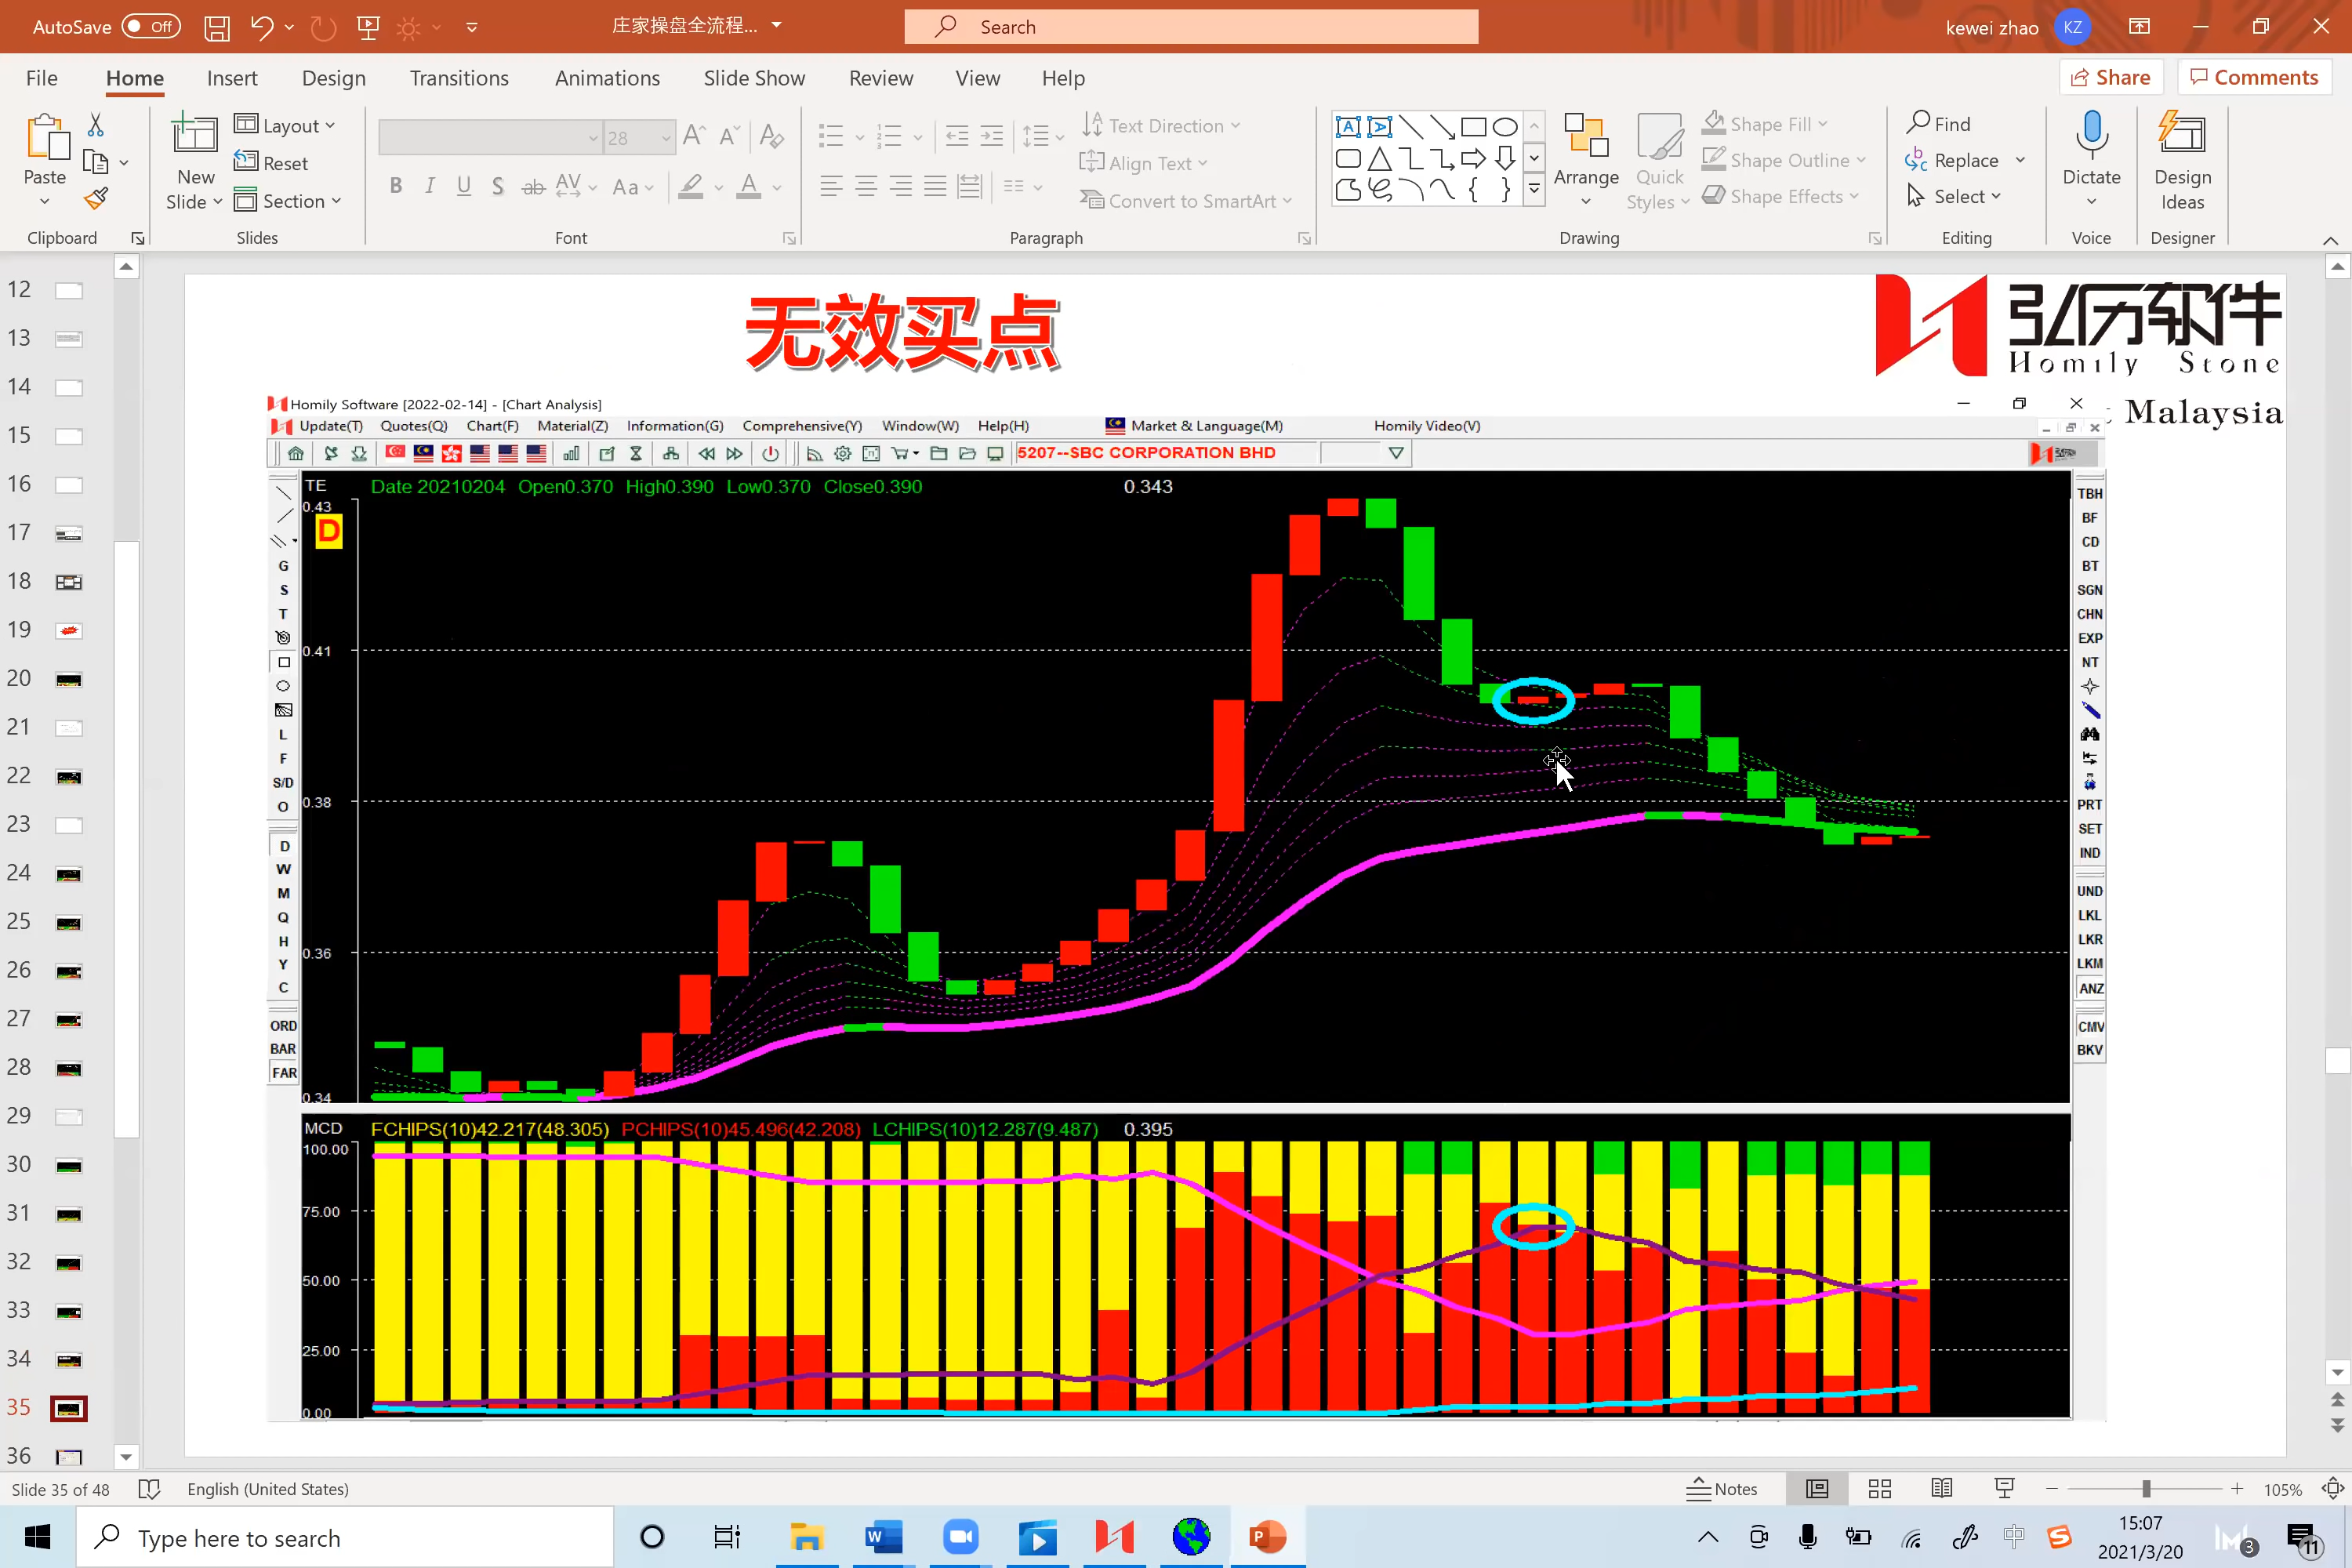 AutoSave Off 庄家操盘全流程... Search kewei zhao KZ
File Home Insert Design Transitions Animations Slide Show Review View Help Share Comments
Paste
New Slide
Layout
Reset
Section
28
B I U S ab AV Aa A
Text Direction
Align Text
Convert to SmartArt
Arrange
Quick Styles
Shape Fill
Shape Outline
Shape Effects
Find
Replace
Select
Dictate
Design Ideas
Clipboard Slides Font Paragraph Drawing Editing Voice Designer
12
13
14
15
16
17
18
19
20
21
22
23
24
25
26
27
28
29
30
31
32
33
34
35
36
无效买点
弘历软件
Homily Stone
Malaysia
Homily Software [2022-02-14] - [Chart Analysis]
Update(T) Quotes(Q) Chart(F) Material(Z) Information(G) Comprehensive(Y) Window(W) Help(H) Market & Language(M) Homily Video(V)
5207--SBC CORPORATION BHD
TE Date 20210204 Open0.370 High0.390 Low0.370 Close0.390 0.343
0.43
D
0.41
0.38
0.36
0.34
G
S
T
L
F
S/D
O
D
W
M
Q
H
Y
C
ORD
BAR
FAR
TBH
BF
CD
BT
SGN
CHN
EXP
NT
PRT
SET
IND
UND
LKL
LKR
LKM
ANZ
CMV
BKV
MCD FCHIPS(10)42.217(48.305) PCHIPS(10)45.496(42.208) LCHIPS(10)12.287(9.487) 0.395
100.00
75.00
50.00
25.00
0.00
Slide 35 of 48 English (United States) Notes 105%
Type here to search
中
15:07
2021/3/20
3
11